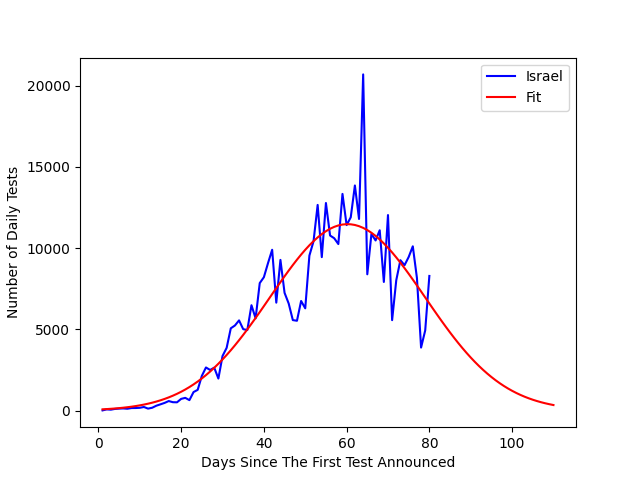 Israel
Fit
20000
15000
10000
5000
0
Number of Daily Tests
0 20 40 60 80 100
Days Since The First Test Announced